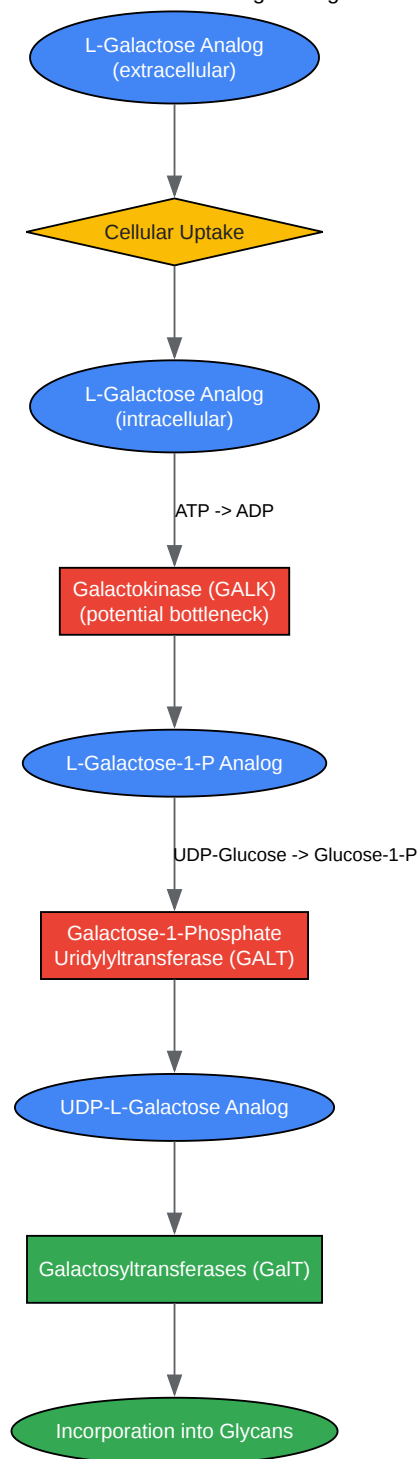 L-Galactose Analog
(extracellular)
Cellular Uptake
L-Galactose Analog
(intracellular)
ATP -> ADP
Galactokinase (GALK)
(potential bottleneck)
L-Galactose-1-P Analog
UDP-Glucose -> Glucose-1-P
Galactose-1-Phosphate
Uridylyltransferase (GALT)
UDP-L-Galactose Analog
Galactosyltransferases (GalT)
Incorporation into Glycans